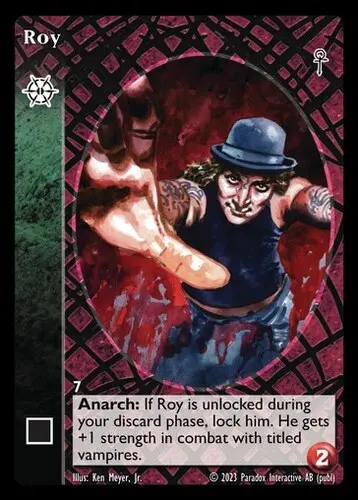 Roy
7
Anarch: If Roy is unlocked during
your discard phase, lock him. He gets
+1 strength in combat with titled
vampires.
2
Illus: Ken Meyer, Jr. © 2023 Paradox Interactive AB (publ)